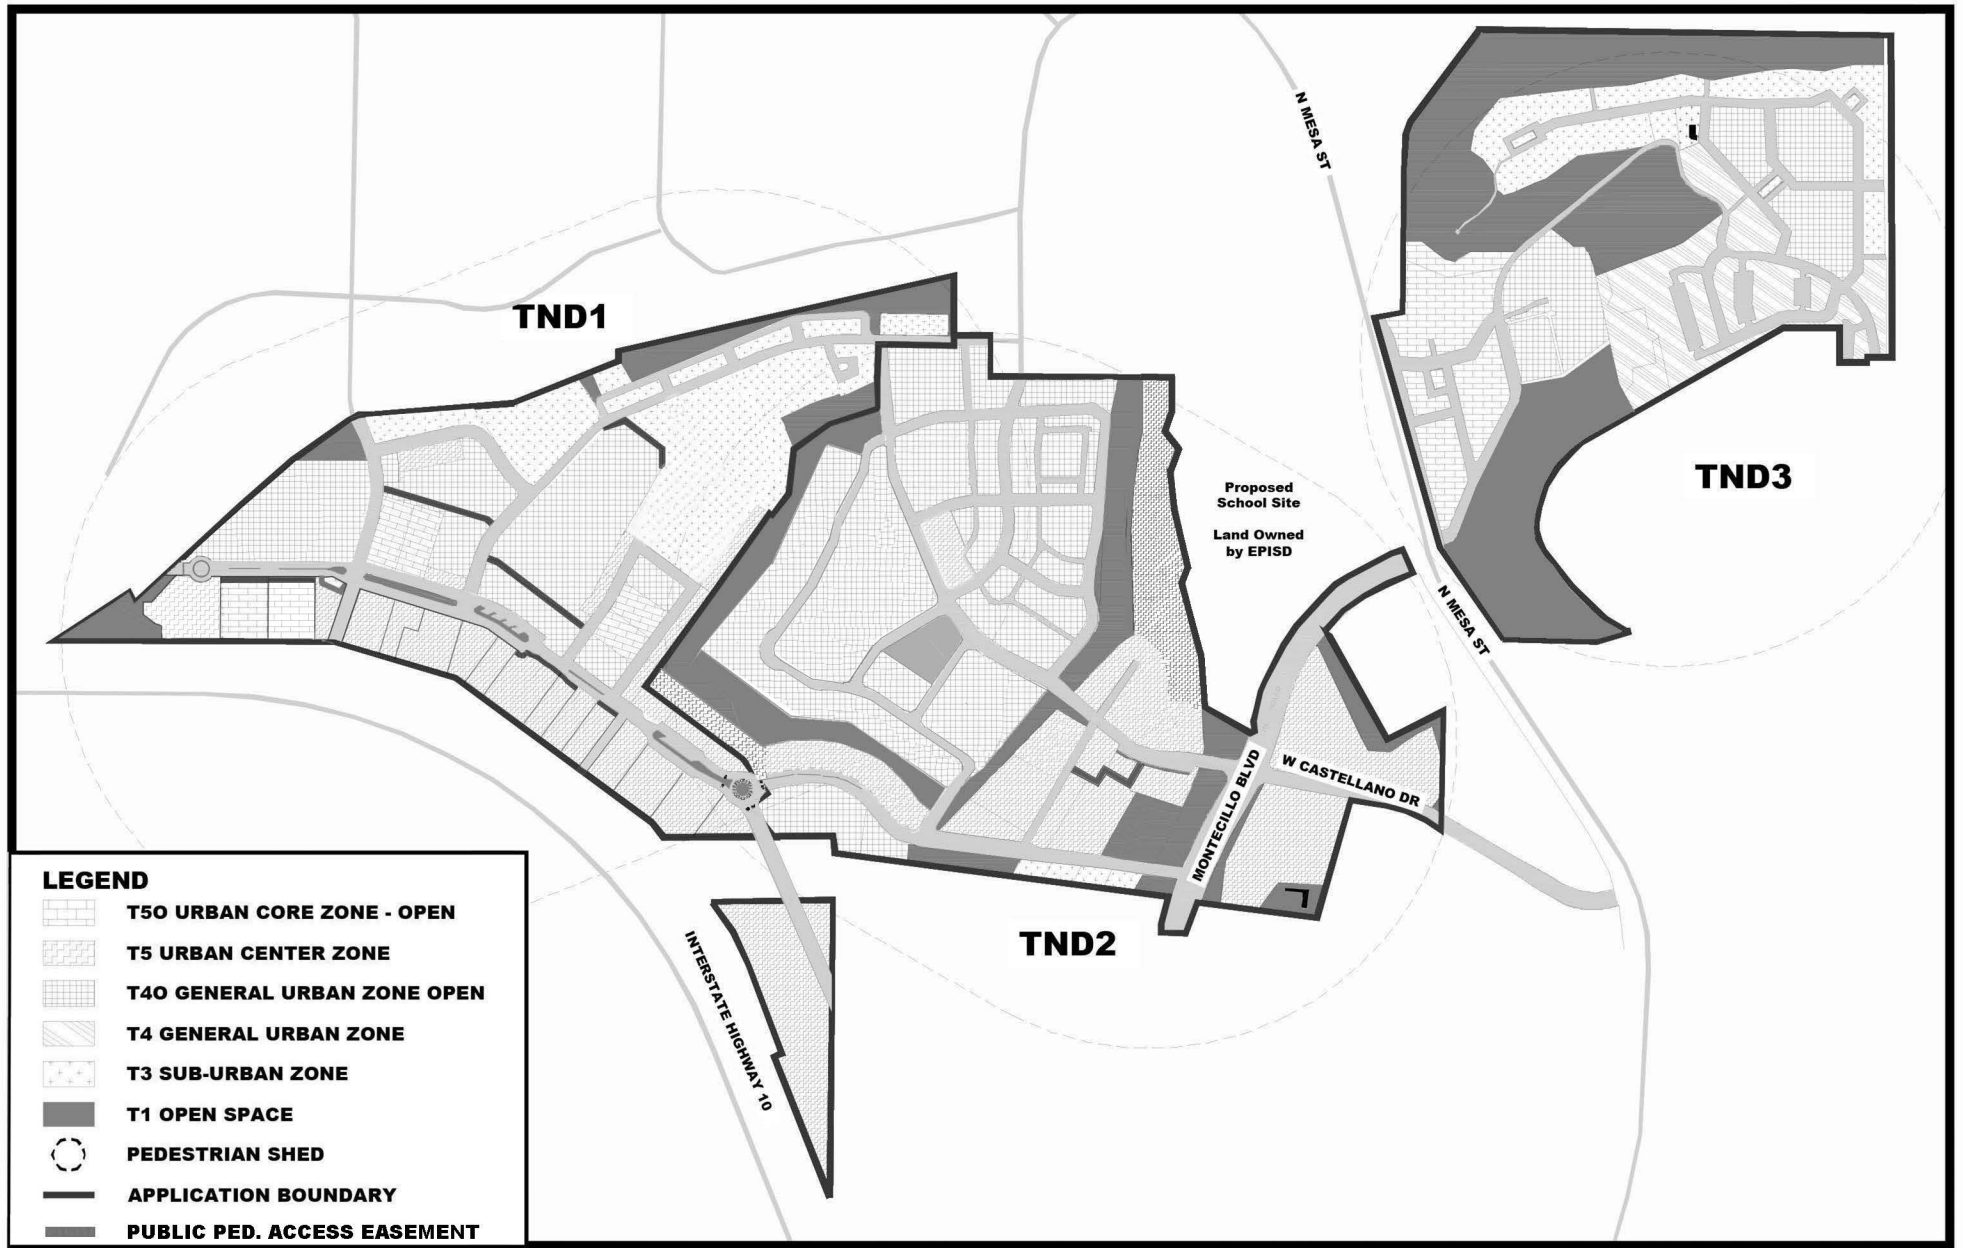 N MESA ST
TND1
Proposed
School Site
Land Owned
by EPISD
TND3
N MESA ST
W CASTELLANO DR
MONTECILLO BLVD
TND2
INTERSTATE HIGHWAY 10
LEGEND
T5O URBAN CORE ZONE - OPEN
T5 URBAN CENTER ZONE
T4O GENERAL URBAN ZONE OPEN
T4 GENERAL URBAN ZONE
T3 SUB-URBAN ZONE
T1 OPEN SPACE
PEDESTRIAN SHED
APPLICATION BOUNDARY
PUBLIC PED. ACCESS EASEMENT